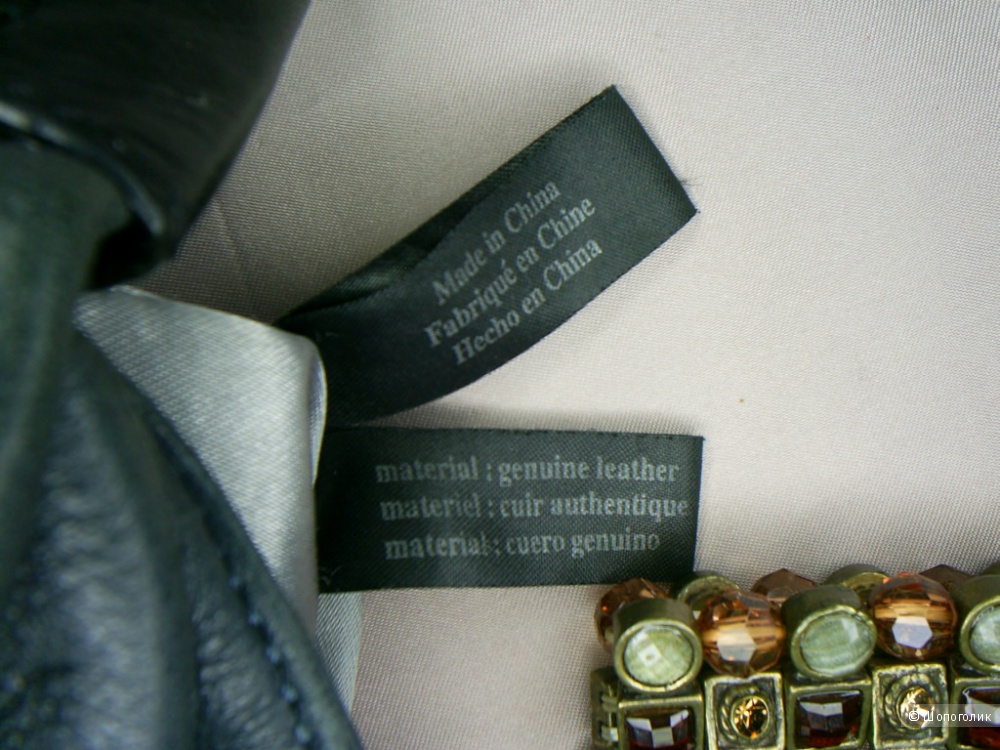 Made in China
Fabriqué en Chine
Hecho en China
material : genuine leather
materiel : cuir authentique
material: cuero genuino
© Шопоголик